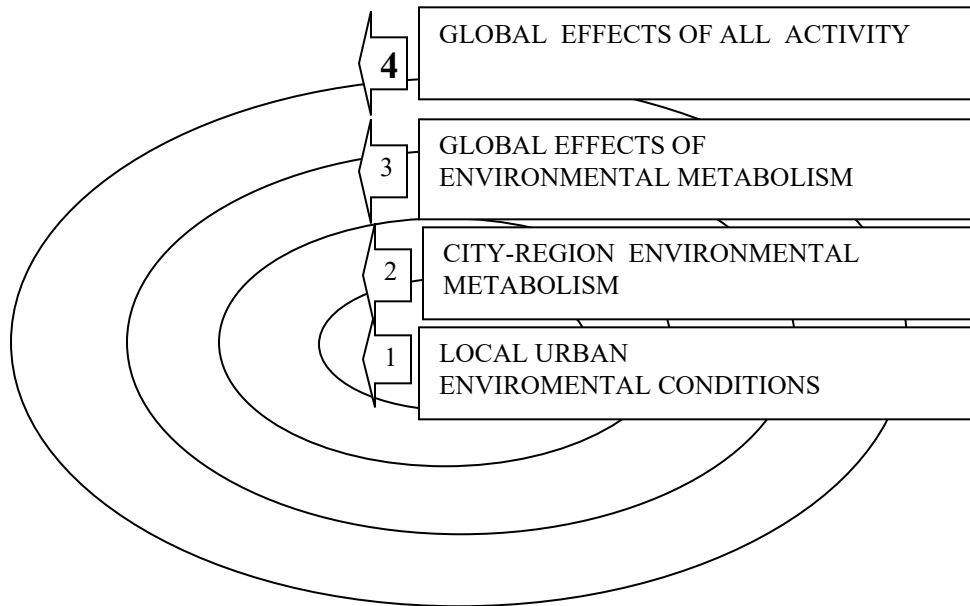 4
GLOBAL EFFECTS OF ALL ACTIVITY
3
GLOBAL EFFECTS OF
ENVIRONMENTAL METABOLISM
2
CITY-REGION ENVIRONMENTAL
METABOLISM
1
LOCAL URBAN
ENVIROMENTAL CONDITIONS